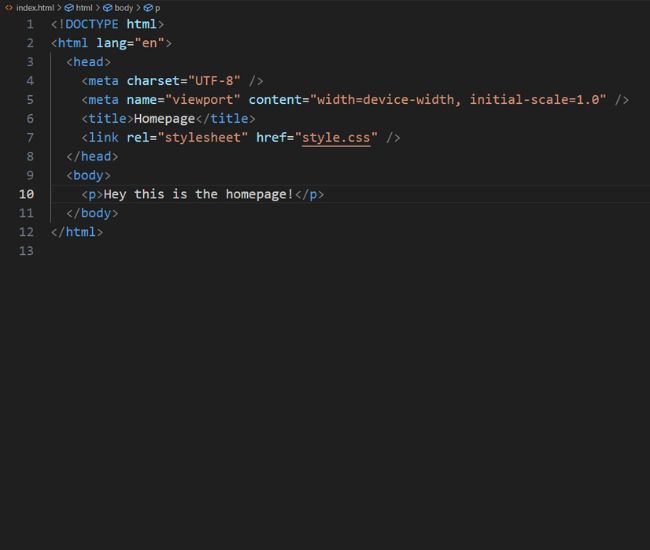 index.html > html > body > p
1 <!DOCTYPE html>
2 <html lang="en">
3   <head>
4     <meta charset="UTF-8" />
5     <meta name="viewport" content="width=device-width, initial-scale=1.0" />
6     <title>Homepage</title>
7     <link rel="stylesheet" href="style.css" />
8   </head>
9   <body>
10     <p>Hey this is the homepage!</p>
11   </body>
12 </html>
13